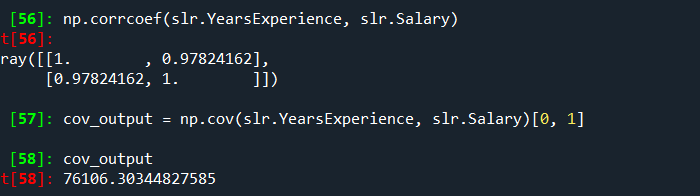 [56]: np.corrcoef(slr.YearsExperience, slr.Salary)
t[56]:
ray([[1.        , 0.97824162],
     [0.97824162, 1.        ]])
[57]: cov_output = np.cov(slr.YearsExperience, slr.Salary)[0, 1]
[58]: cov_output
t[58]: 76106.30344827585